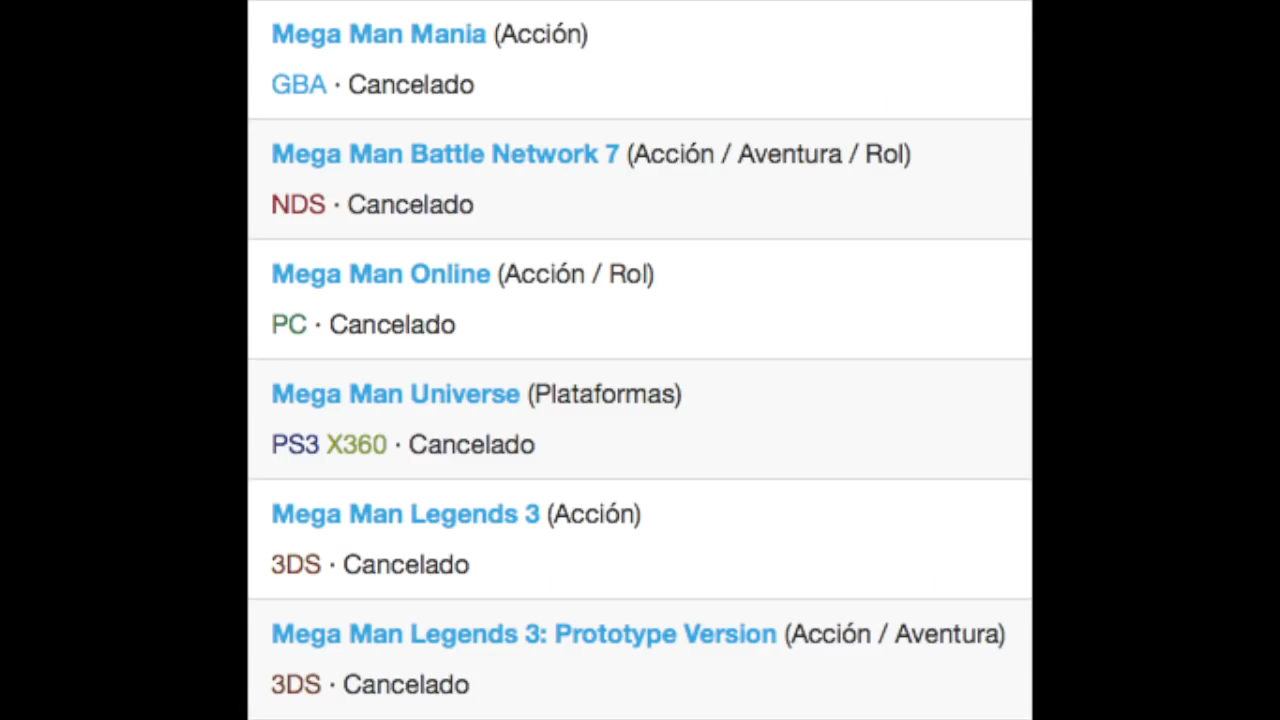 Mega Man Mania (Acción)
GBA · Cancelado
Mega Man Battle Network 7 (Acción / Aventura / Rol)
NDS · Cancelado
Mega Man Online (Acción / Rol)
PC · Cancelado
Mega Man Universe (Plataformas)
PS3 X360 · Cancelado
Mega Man Legends 3 (Acción)
3DS · Cancelado
Mega Man Legends 3: Prototype Version (Acción / Aventura)
3DS · Cancelado